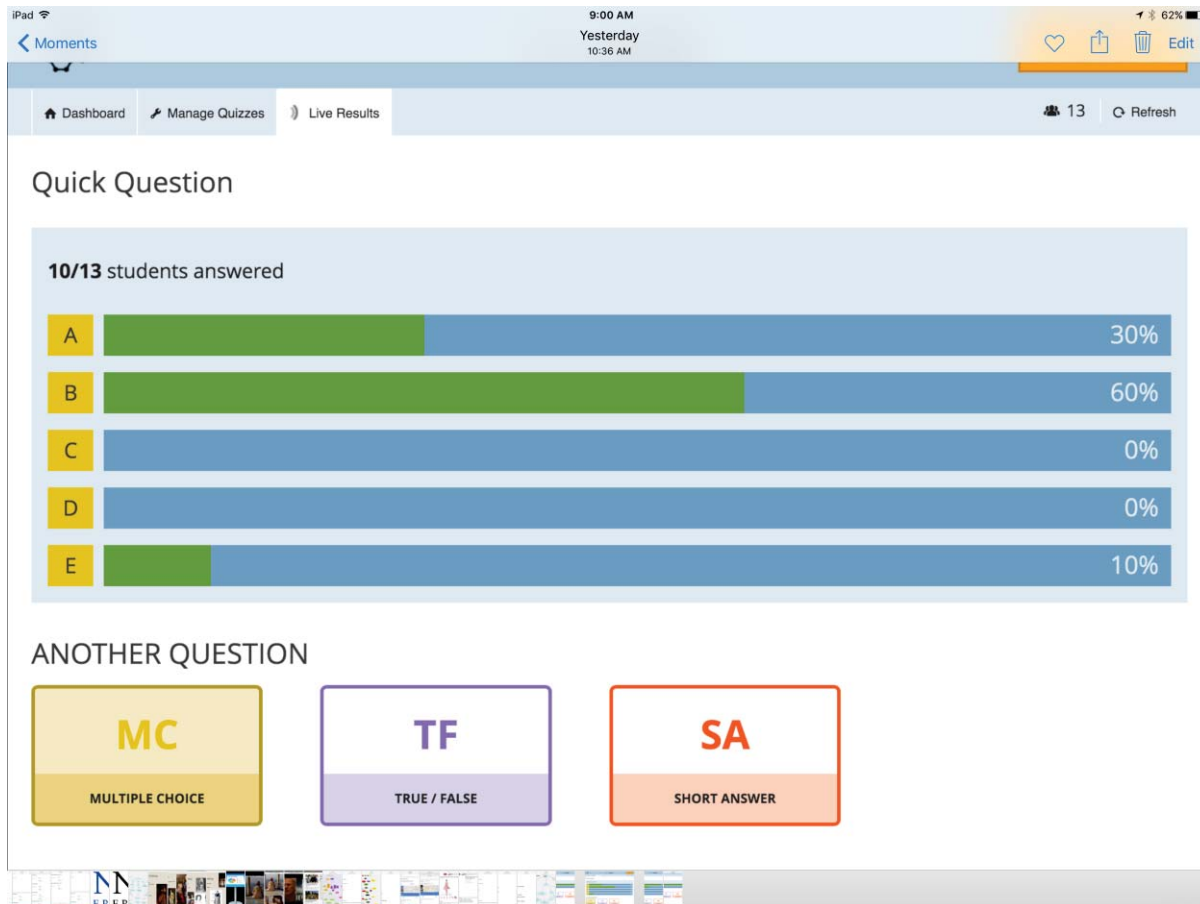 iPad 9:00 AM 62%
Moments Yesterday Edit
10:36 AM
Dashboard Manage Quizzes Live Results 13 Refresh
Quick Question
10/13 students answered
A 30%
B 60%
C 0%
D 0%
E 10%
ANOTHER QUESTION
MC TF SA
MULTIPLE CHOICE TRUE / FALSE SHORT ANSWER
N N